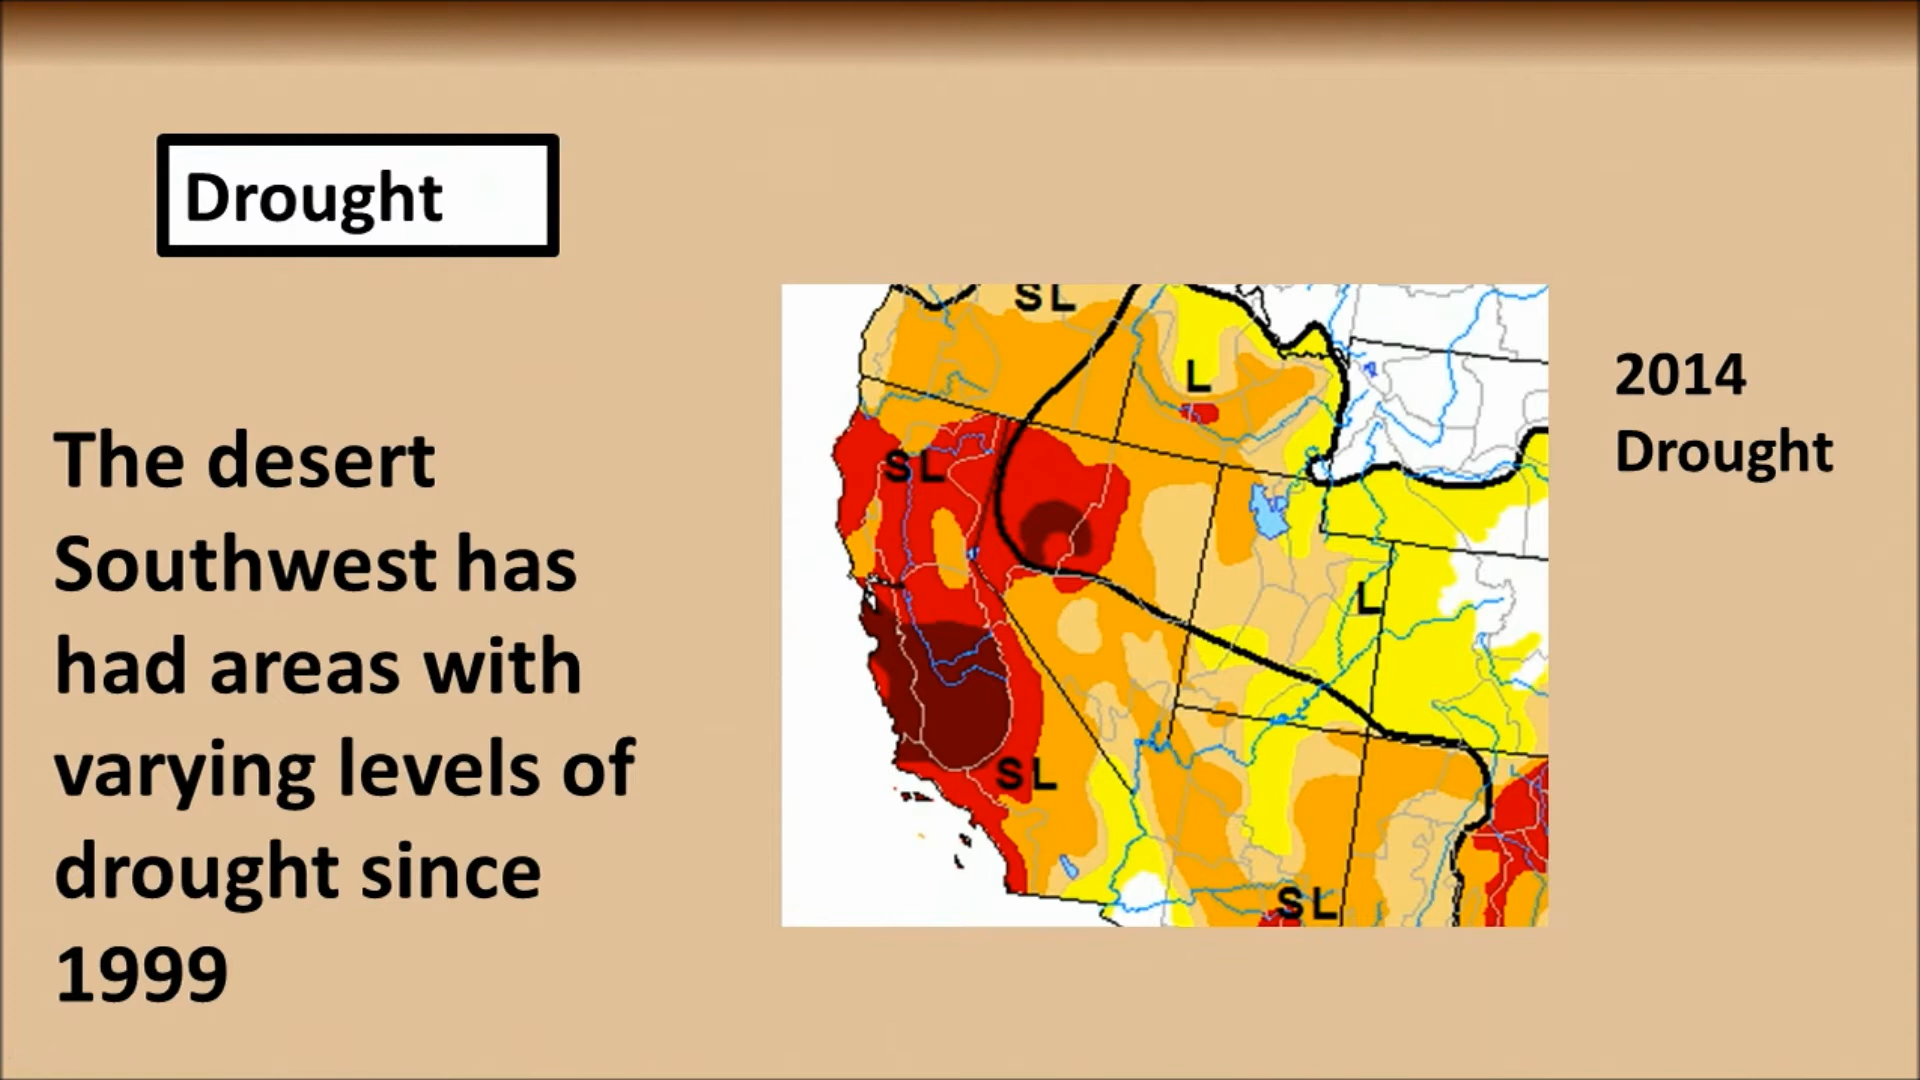 Drought
The desert
Southwest has
had areas with
varying levels of
drought since
1999
SL
L
SL
L
SL
SL
2014
Drought